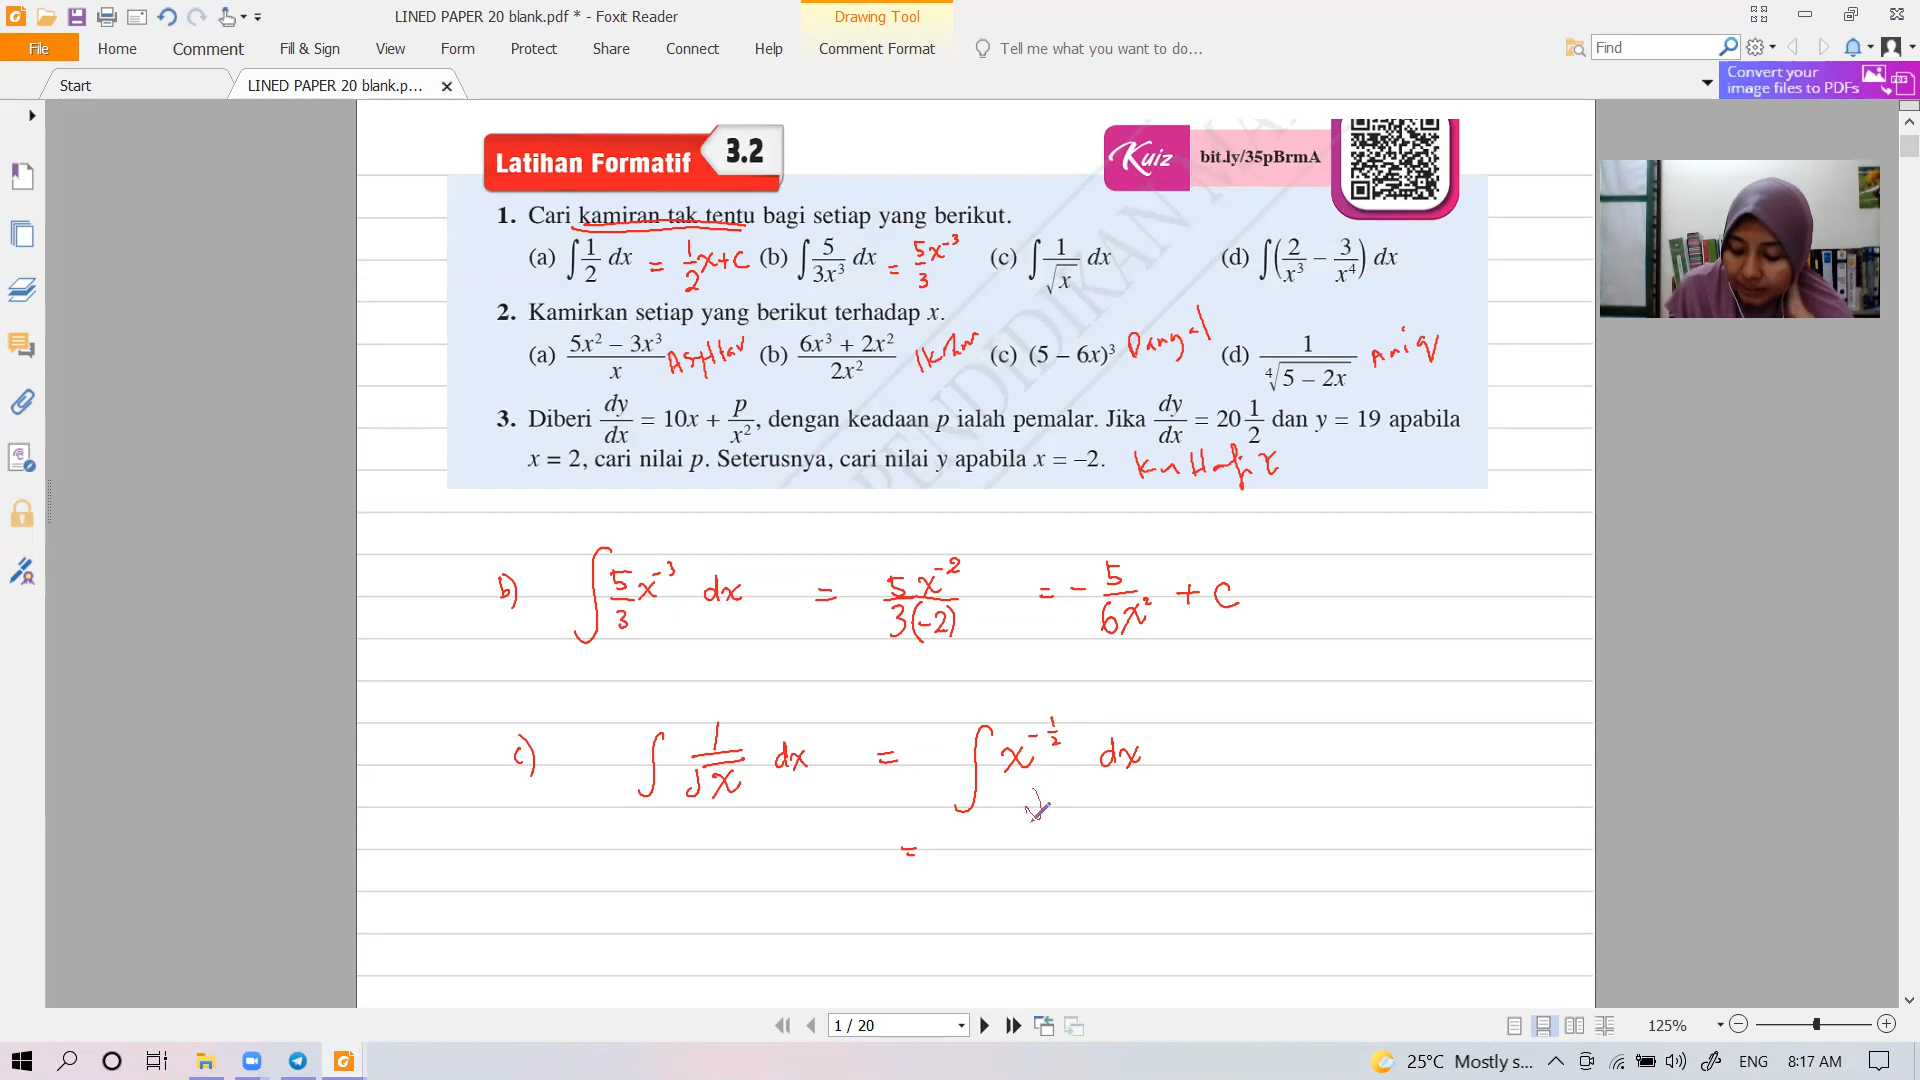 LINED PAPER 20 blank.pdf * - Foxit Reader
Drawing Tool
File Home Comment Fill & Sign View Form Protect Share Connect Help Comment Format Tell me what you want to do... Find
Start LINED PAPER 20 blank.p...
Convert your image files to PDFs
Latihan Formatif 3.2
Kuiz bit.ly/35pBrmA
1. Cari kamiran tak tentu bagi setiap yang berikut.
(a) ∫ 1/2 dx = 1/2 x + c (b) ∫ 5/3x³ dx = 5x⁻³/3 (c) ∫ 1/√x dx (d) ∫(2/x³ − 3/x⁴) dx
2. Kamirkan setiap yang berikut terhadap x.
(a) 5x² − 3x³/x (b) 6x³ + 2x²/2x² (c) (5 − 6x)³ Danyal (d) 1/⁴√5 − 2x Aniq
3. Diberi dy/dx = 10x + p/x², dengan keadaan p ialah pemalar. Jika dy/dx = 20 1/2 dan y = 19 apabila
x = 2, cari nilai p. Seterusnya, cari nilai y apabila x = −2. Ku Hafiz
PENDIDIKAN MA
b) ∫ 5/3 x⁻³ dx = 5x⁻²/3(−2) = − 5/6x² + c
c) ∫ 1/√x dx = ∫ x^(−1/2) dx
=
1 / 20
125%
25°C Mostly s... ENG 8:17 AM